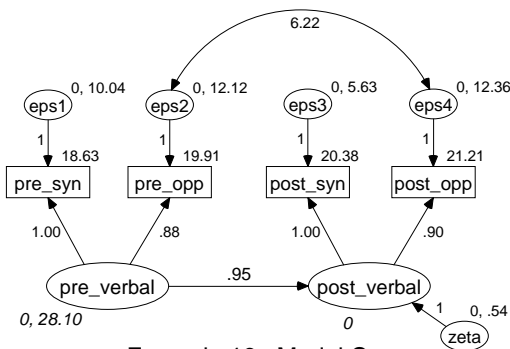 6.22
0, 10.04 0, 12.12 0, 5.63 0, 12.36
eps1 eps2 eps3 eps4
1 1 1 1
18.63 19.91 20.38 21.21
pre_syn pre_opp post_syn post_opp
1.00 .88 1.00 .90
.95
pre_verbal post_verbal
0, 28.10 0
1 0, .54
zeta